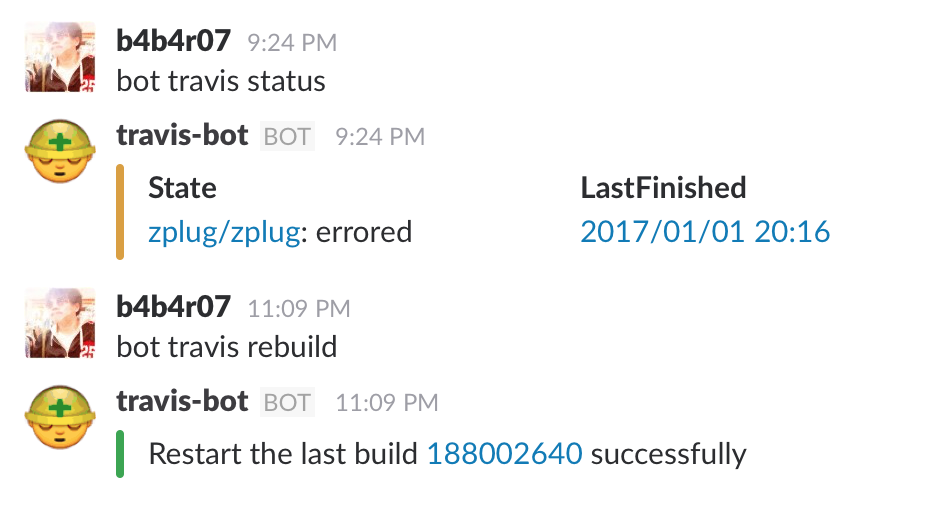 b4b4r07 9:24 PM
bot travis status
travis-bot BOT 9:24 PM
State LastFinished
zplug/zplug: errored 2017/01/01 20:16
b4b4r07 11:09 PM
bot travis rebuild
travis-bot BOT 11:09 PM
Restart the last build 188002640 successfully